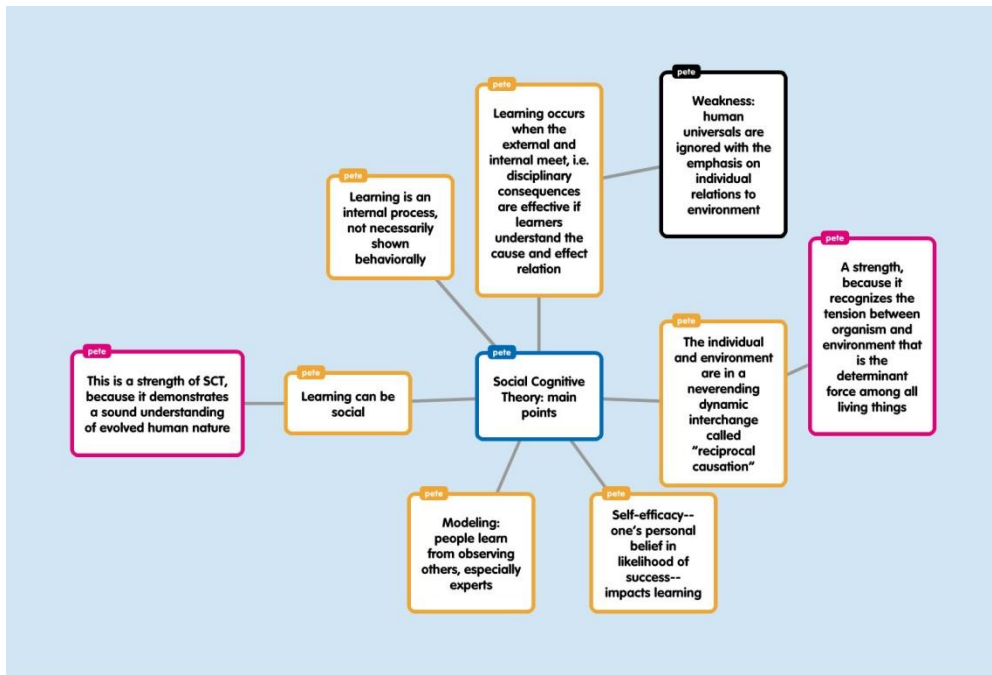 pete
Weakness:
human
universals are
ignored with the
emphasis on
individual
relations to
environment
pete
Learning occurs
when the
external and
internal meet, i.e.
disciplinary
consequences
are effective if
learners
understand the
cause and effect
relation
pete
Learning is an
internal process,
not necessarily
shown
behaviorally
pete
A strength,
because it
recognizes the
tension between
organism and
environment that
is the
determinant
force among all
living things
pete
The individual
and environment
are in a
neverending
dynamic
interchange
called
"reciprocal
causation"
pete
This is a strength of SCT,
because it demonstrates
a sound understanding
of evolved human nature
pete
Learning can be
social
pete
Social Cognitive
Theory: main
points
pete
Modeling:
people learn
from observing
others, especially
experts
pete
Self-efficacy--
one's personal
belief in
likelihood of
success--
impacts learning